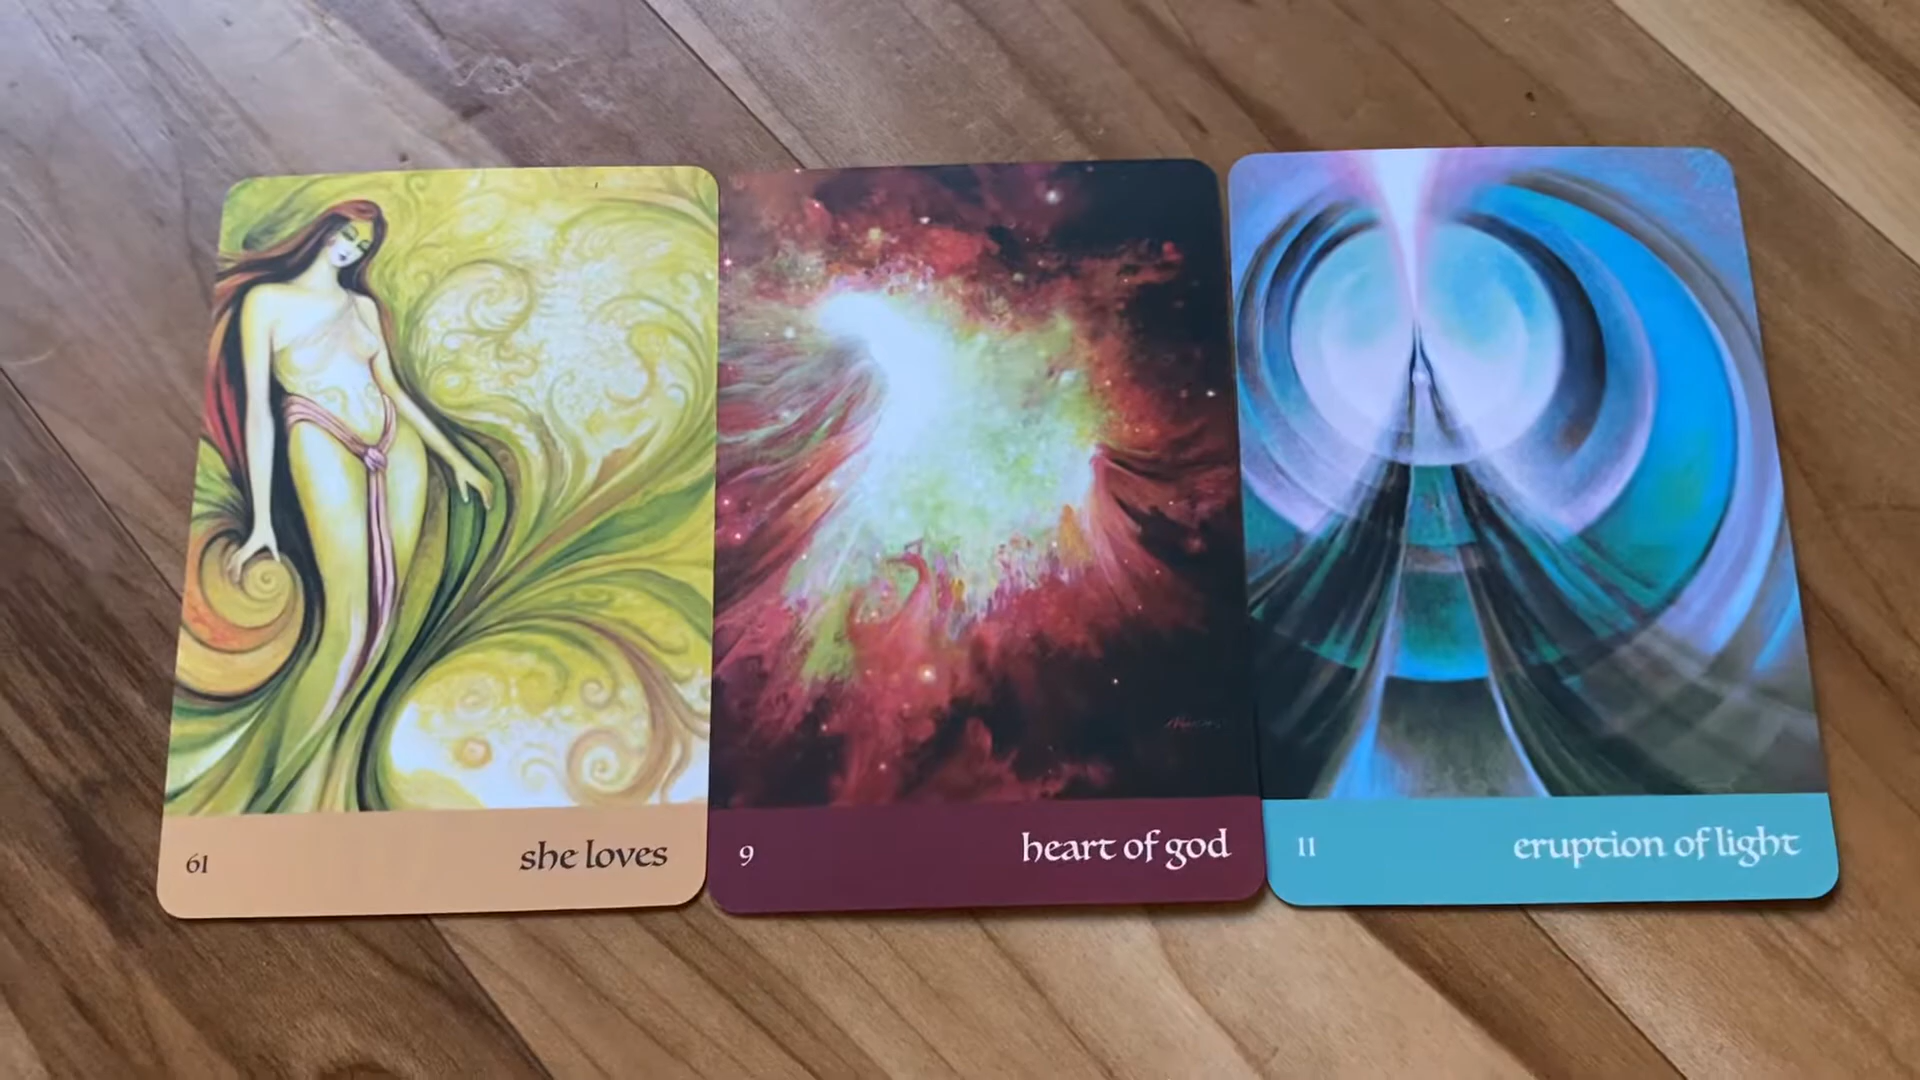 61 she loves
9 heart of god
11 eruption of light